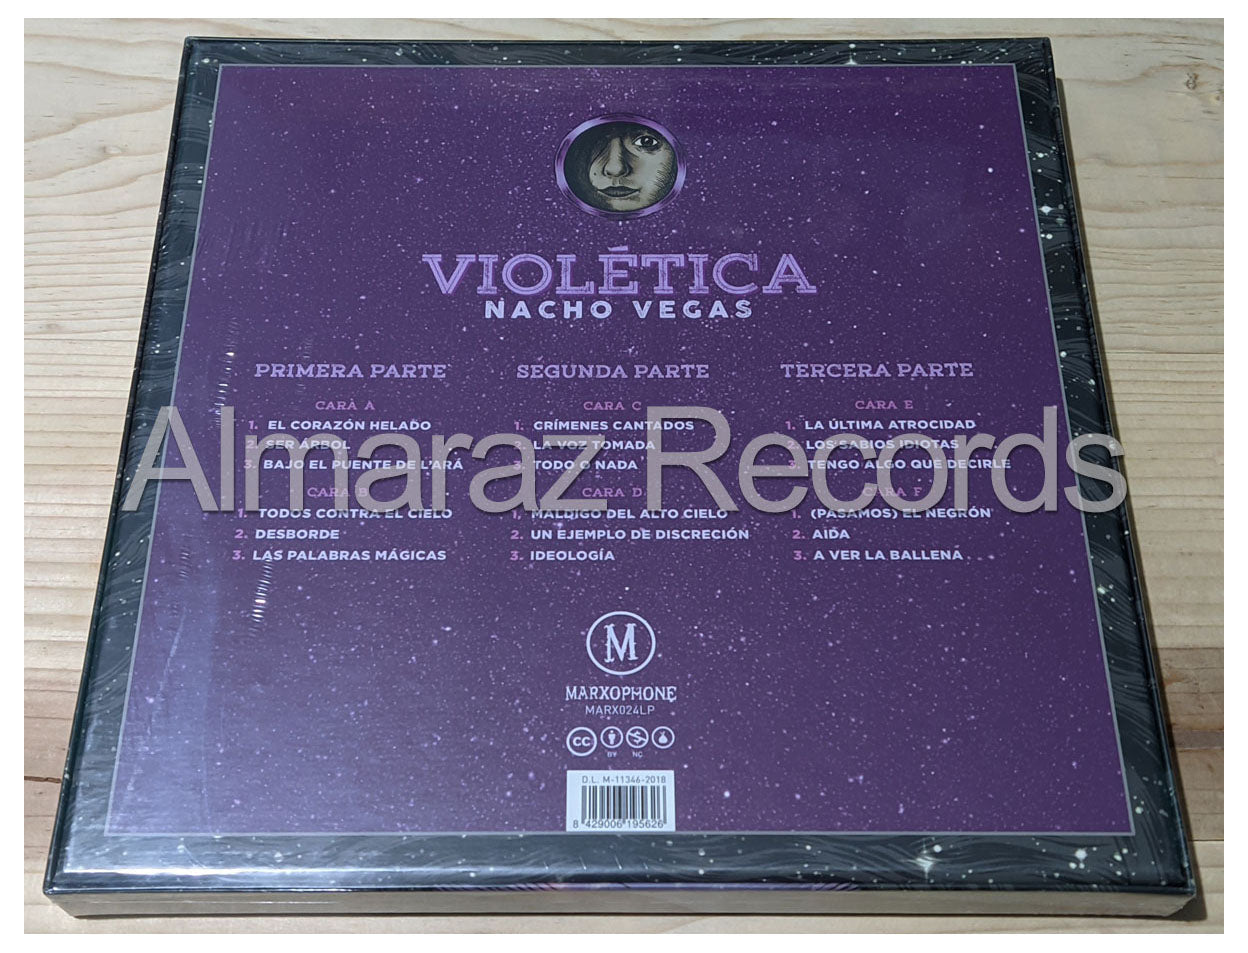 VIOLÉTICA
NACHO VEGAS
PRIMERA PARTE
CARA A
1. EL CORAZÓN HELADO
2. SER ÁRBOL
3. BAJO EL PUENTE DE L'ARÁ
CARA B
1. TODOS CONTRA EL CIELO
2. DESBORDE
3. LAS PALABRAS MÁGICAS
SEGUNDA PARTE
CARA C
1. CRÍMENES CANTADOS
2. LA VOZ TOMADA
3. TODO O NADA
CARA D
1. MALDIGO DEL ALTO CIELO
2. UN EJEMPLO DE DISCRECIÓN
3. IDEOLOGÍA
TERCERA PARTE
CARA E
1. LA ÚLTIMA ATROCIDAD
2. LOS SABIOS IDIOTAS
3. TENGO ALGO QUE DECIRLE
CARA F
1. (PASAMOS) EL NEGRÓN
2. AIDA
3. A VER LA BALLENA
Almaraz Records
M
MARXOPHONE
MARX024LP
CC
BY NC
D.L. M-11346-2018
8 429006 195626